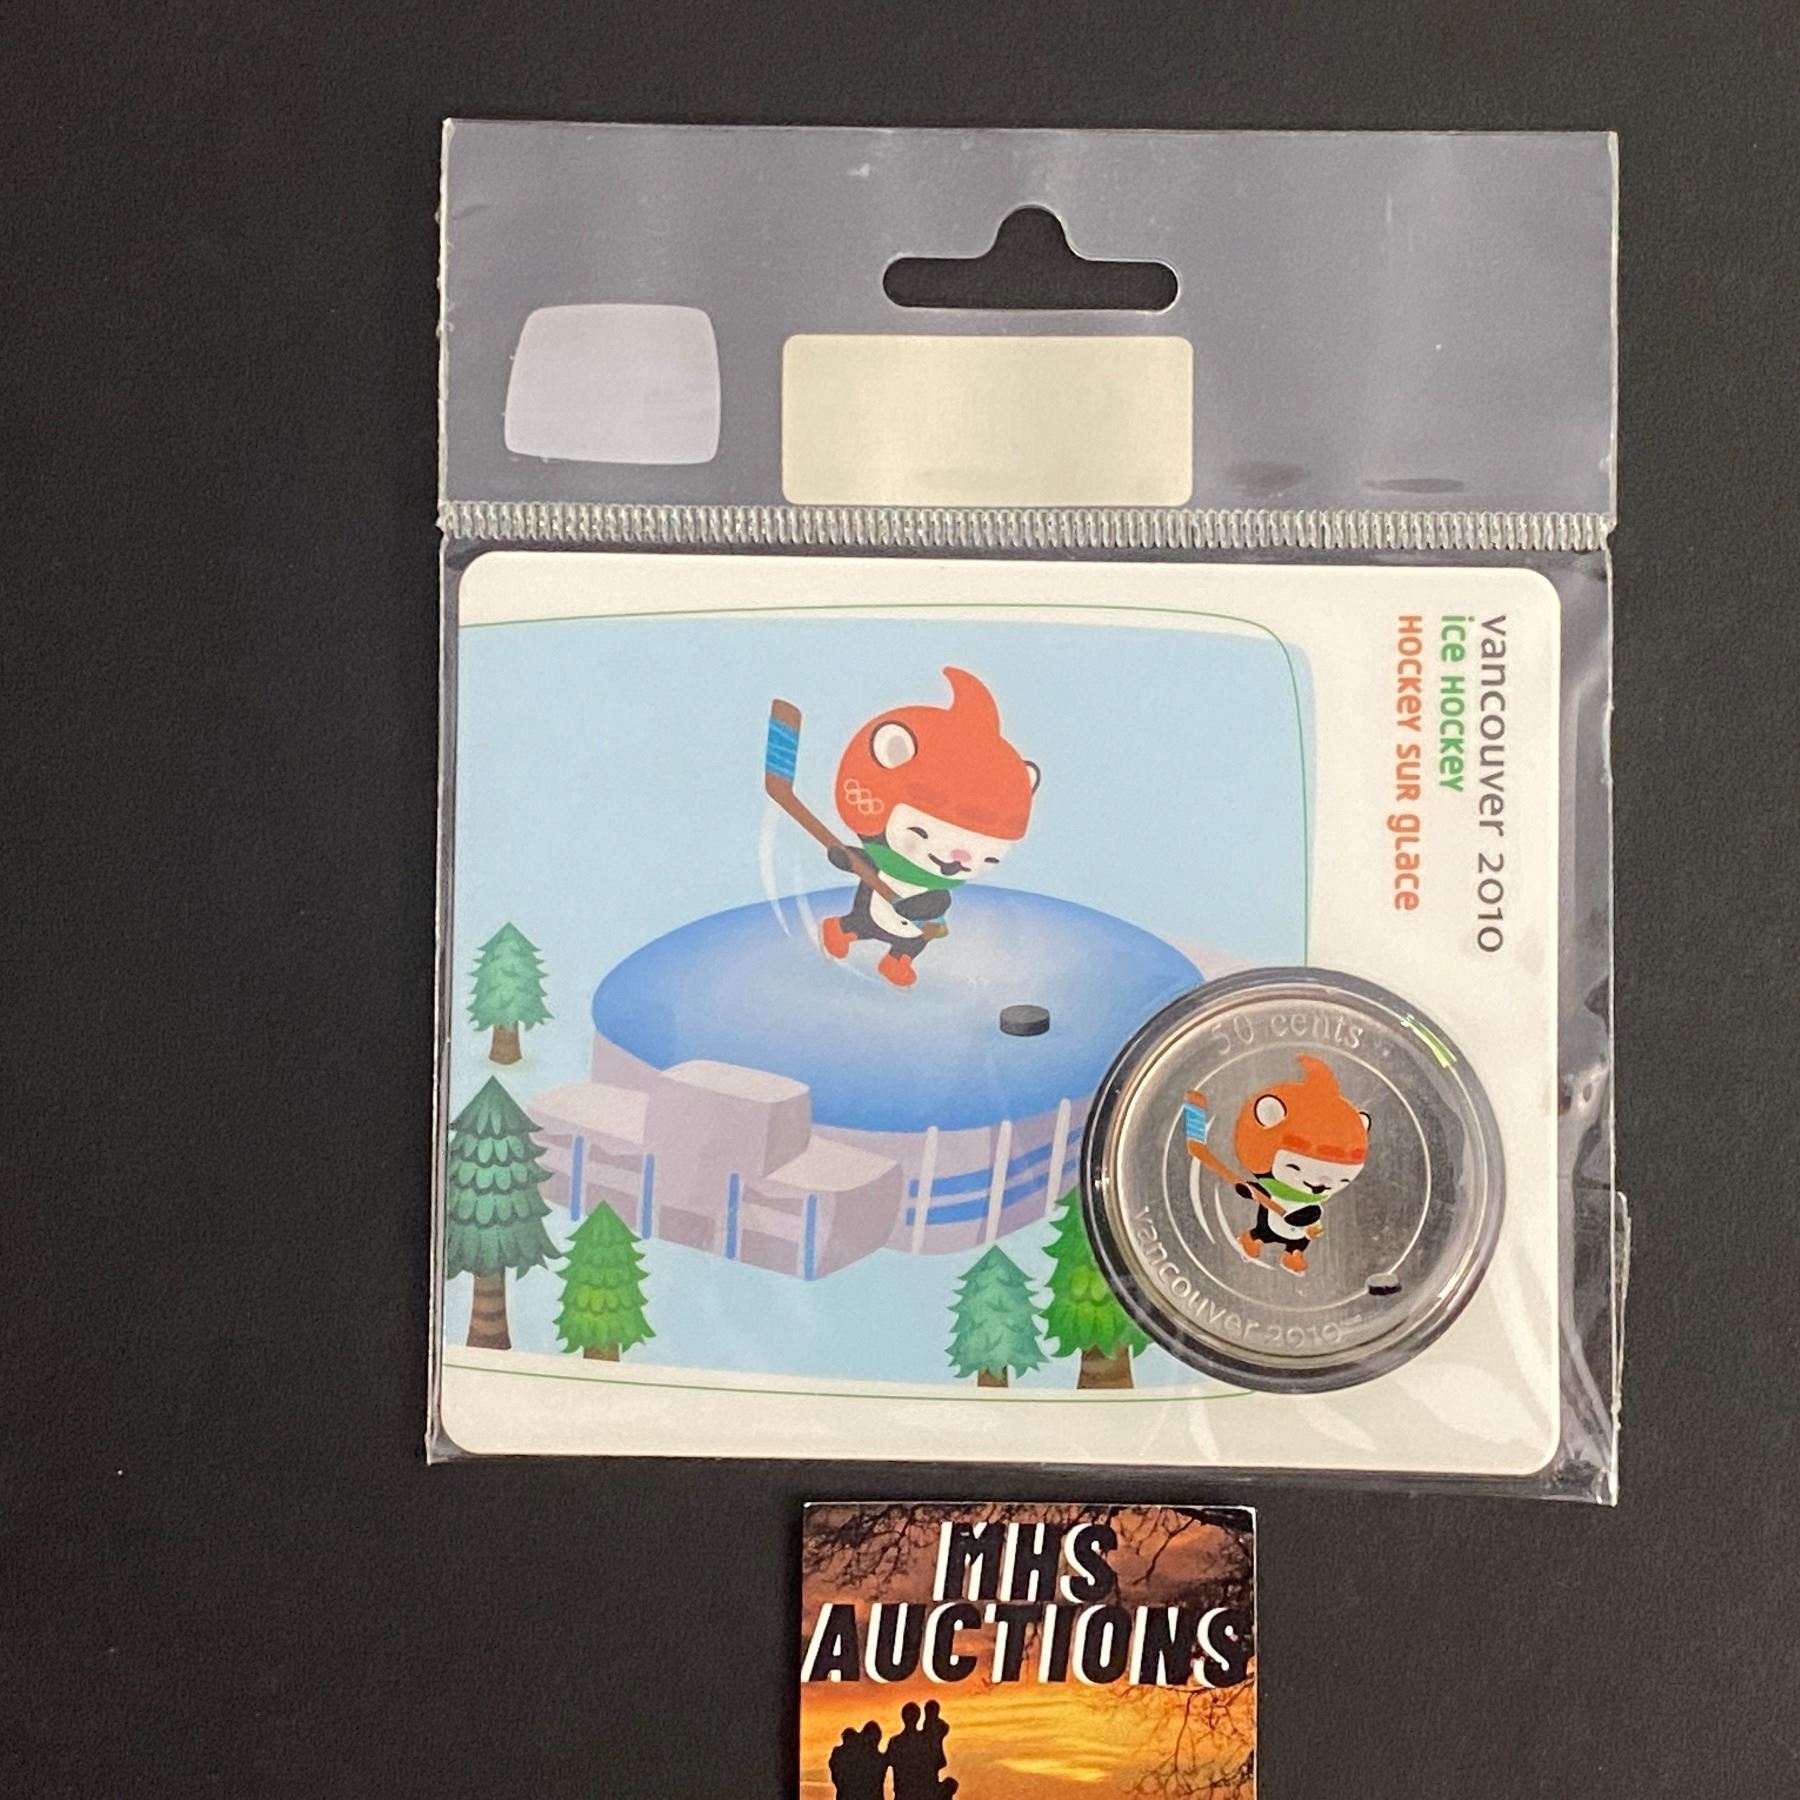 vancouver 2010
ice HOCKey
HOCKey SUR glace
50 cents
vancouver 2010
MHS
AUCTIONS